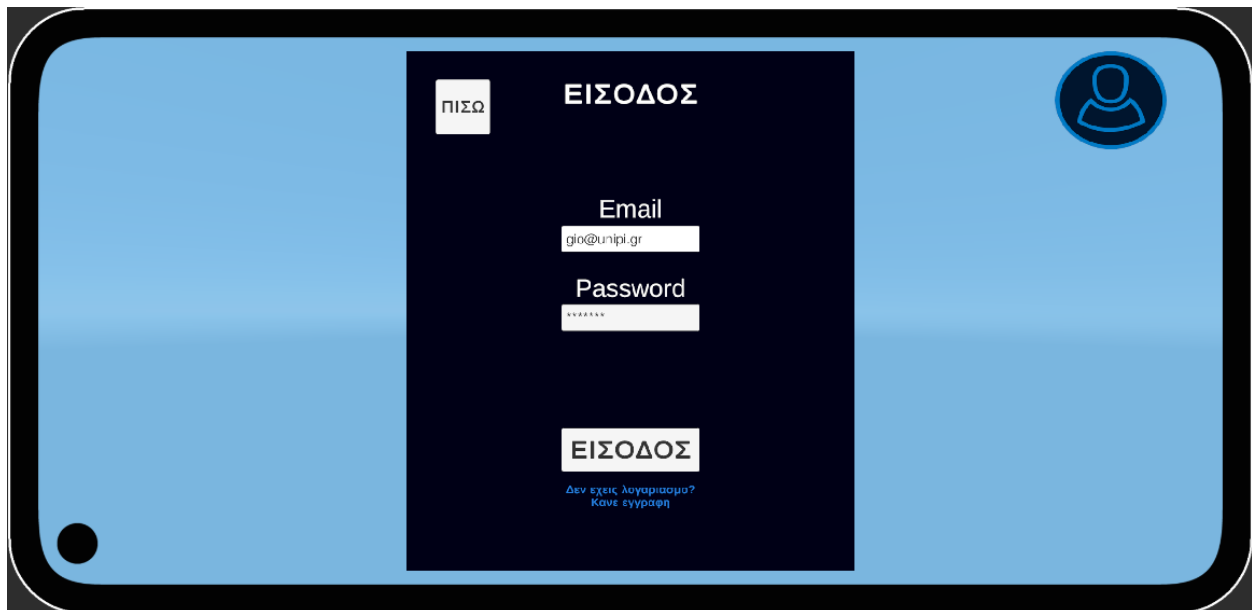 ΠΙΣΩ
ΕΙΣΟΔΟΣ
Email
gio@unipi.gr
Password
*******
ΕΙΣΟΔΟΣ
Δεν εχεις λογαριασμο?
Κανε εγγραφη